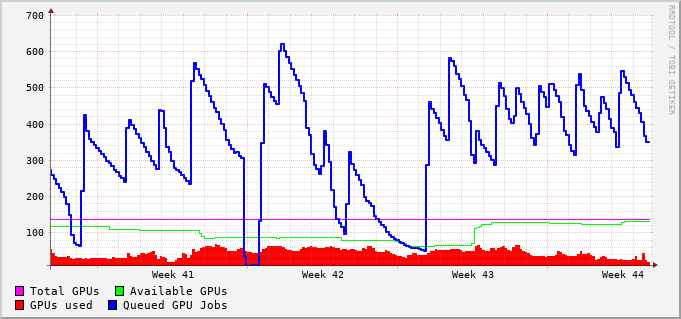 700
600
500
400
300
200
100
Week 41 Week 42 Week 43 Week 44
Total GPUs Available GPUs
GPUs used Queued GPU Jobs
RRDTOOL / TOBI OETIKER